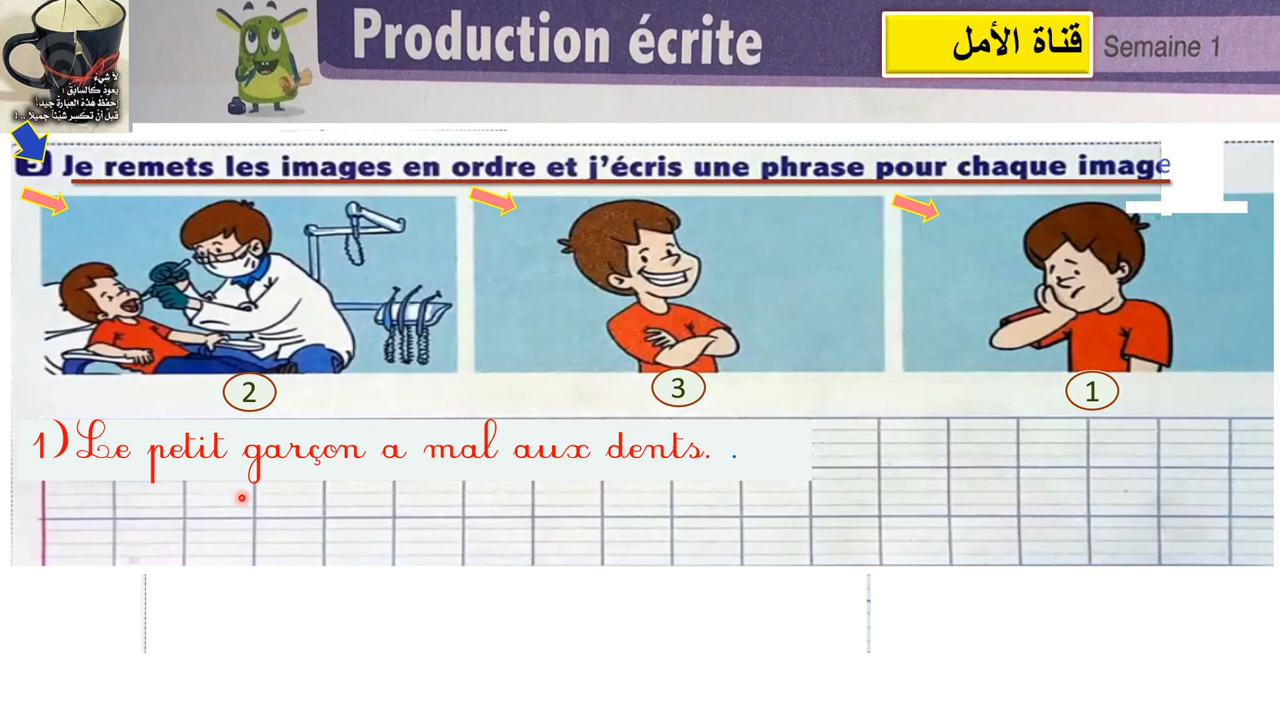 لا شيء
يعود كالسابق !
إحفظ هذه العبارة جيداً
قبل أن تكسر شيئاً جميلا .. !
Production écrite
قناة الأمل
Semaine 1
Je remets les images en ordre et j'écris une phrase pour chaque image
2
3
1
1) Le petit garçon a mal aux dents. .